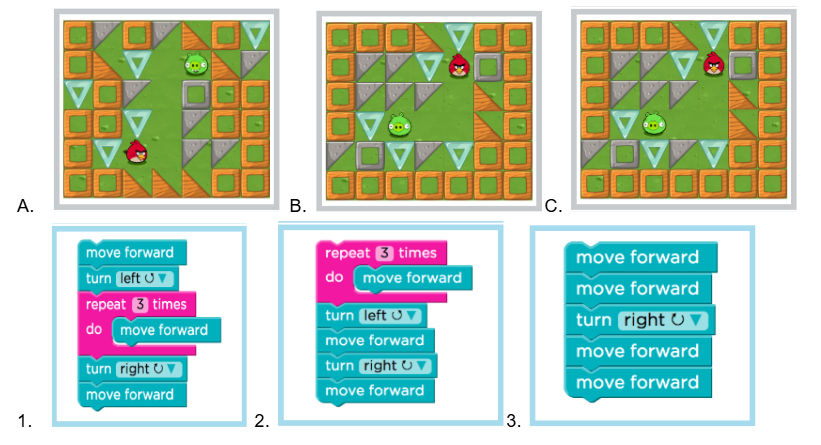 A.
B.
C.
move forward
turn left ↺ ▼
repeat 3 times
do move forward
turn right ↻ ▼
move forward
1.
repeat 3 times
do move forward
turn left ↺ ▼
move forward
turn right ↻ ▼
move forward
2.
move forward
move forward
turn right ↻ ▼
move forward
move forward
3.